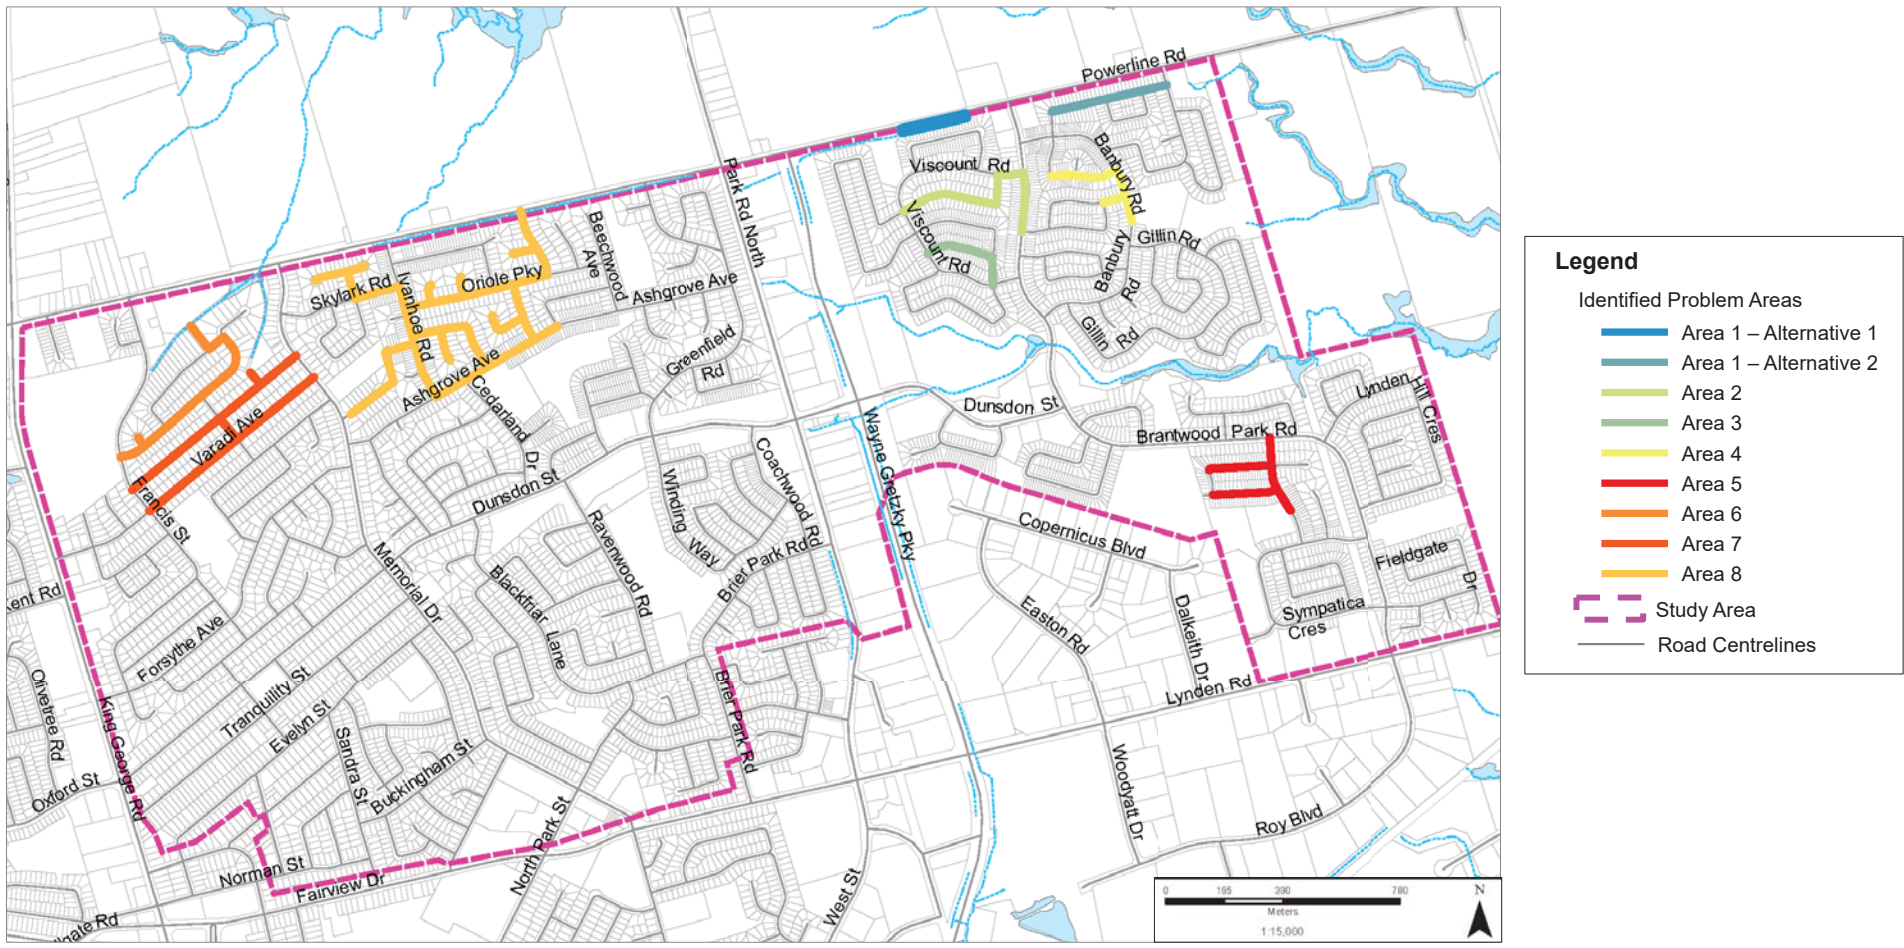 Powerline Rd
Viscount Rd
Banbury Rd
Park Rd North
Viscount Rd
Gillin Rd
Banbury Rd
Gillin Rd
Beechwood Ave
Skylark Rd
Ivanhoe Rd
Oriole Pky
Ashgrove Ave
Greenfield Rd
Ashgrove Ave
Cedarland Dr
Varadi Ave
Francis St
Dunsdon St
Dunsdon St
Brantwood Park Rd
Lynden Hill Cres
Wayne Gretzky Pky
Coachwood Rd
Winding Way
Brier Park Rd
Ravenwood Rd
Memorial Dr
Blackfriar Lane
Copernicus Blvd
Easton Rd
Dalkeith Dr
Fieldgate Dr
Sympatica Cres
Lynden Rd
Kent Rd
Forsythe Ave
Tranquility St
Evelyn St
Sandra St
Buckingham St
Olivetree Rd
King George Rd
Oxford St
Brier Park Rd
North Park St
Norman St
Fairview Dr
West St
Woodyatt Dr
Roy Blvd
lgate Rd
0 195 390 780
Meters
1:15,000
N
Legend
Identified Problem Areas
Area 1 – Alternative 1
Area 1 – Alternative 2
Area 2
Area 3
Area 4
Area 5
Area 6
Area 7
Area 8
Study Area
Road Centrelines